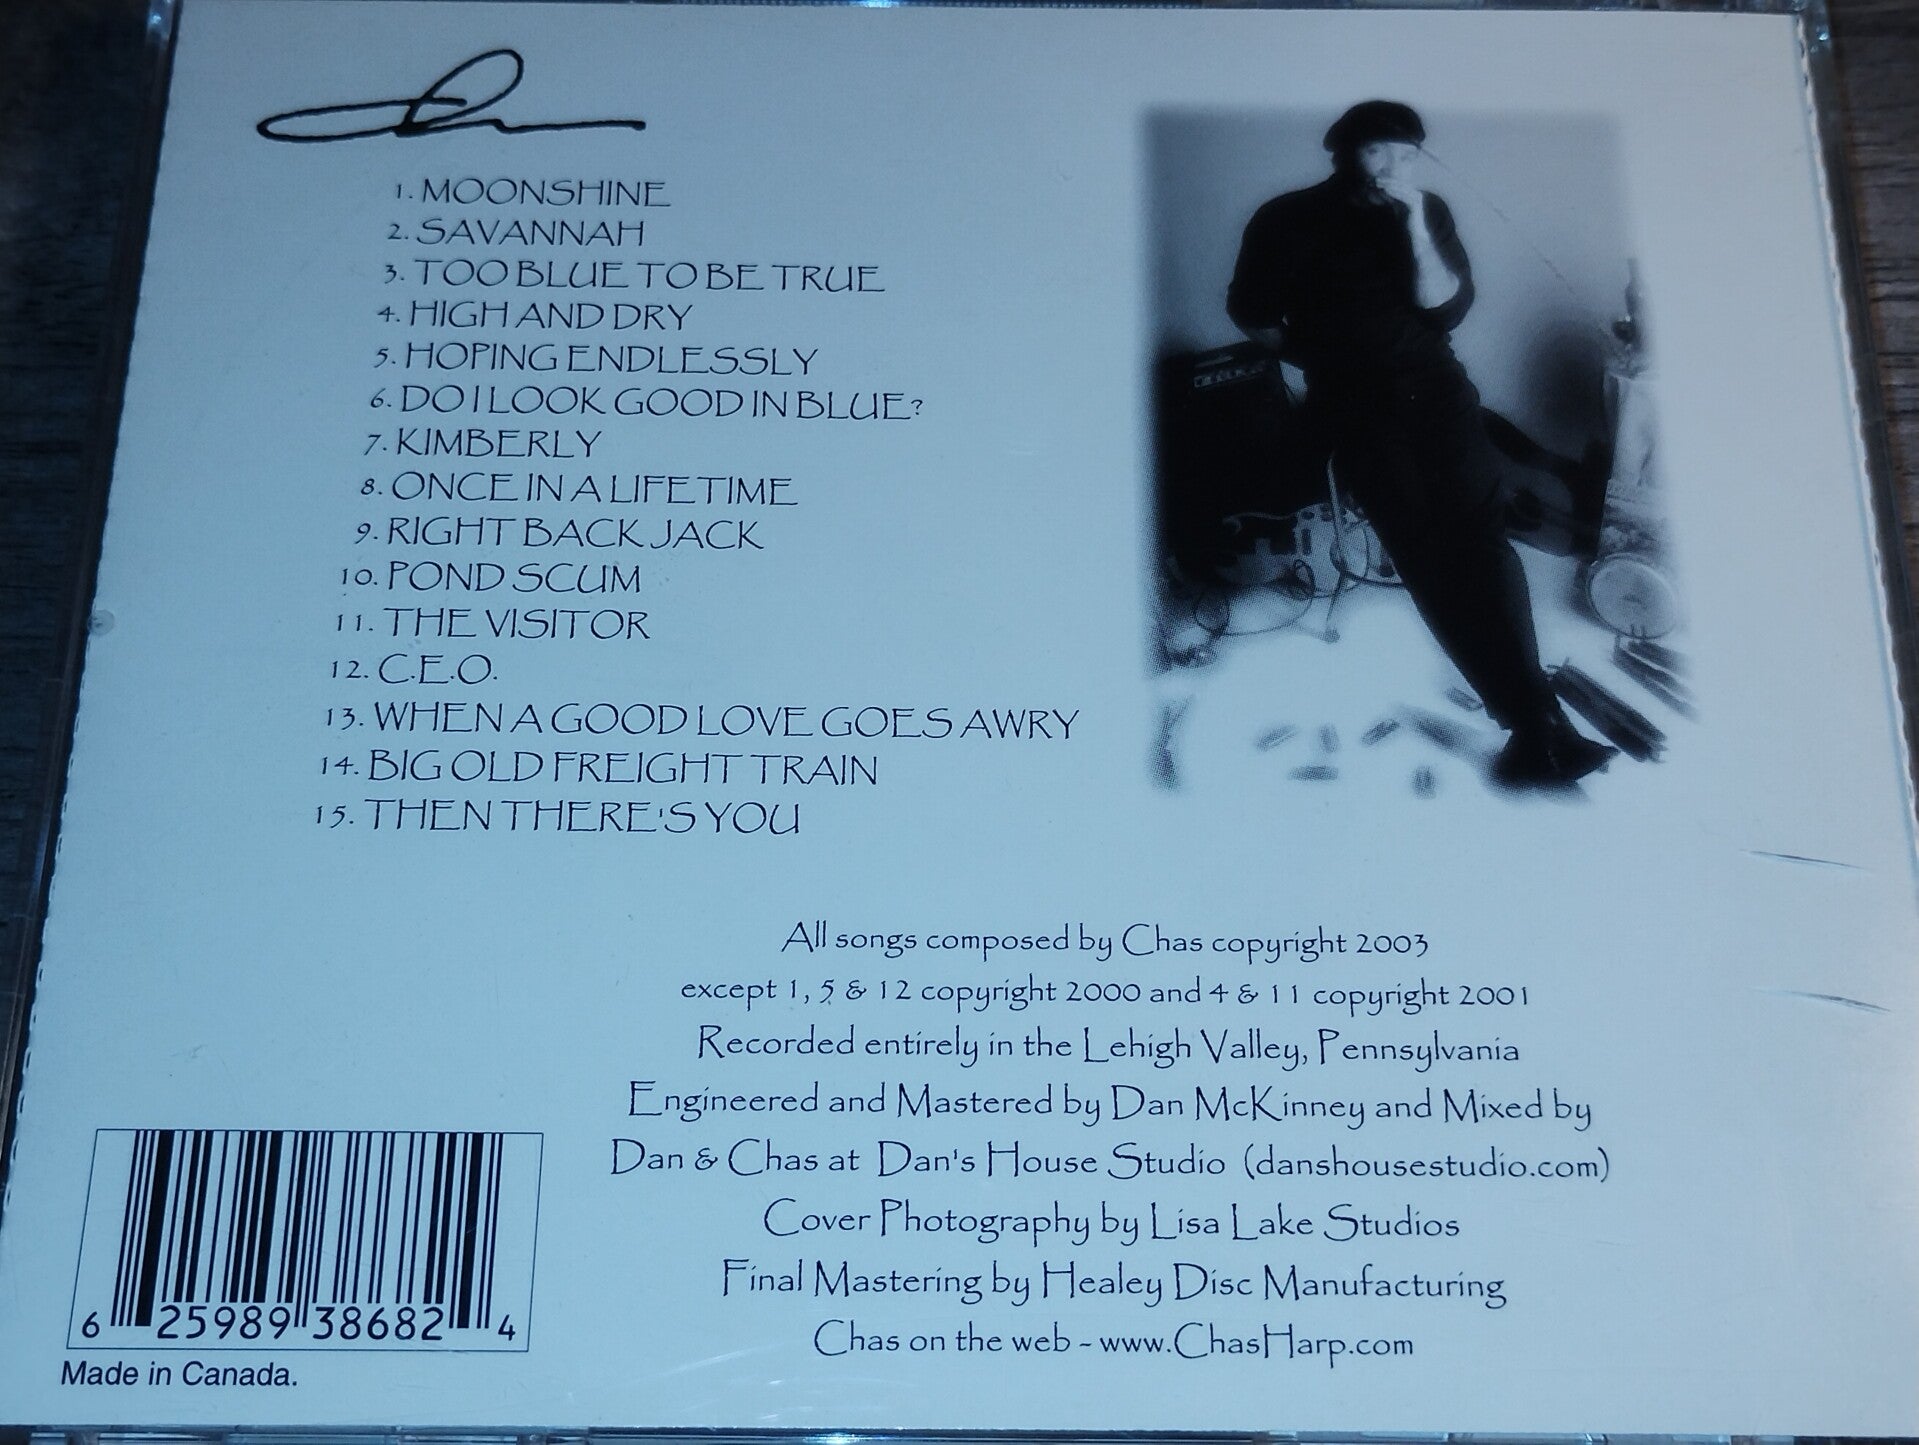 1. MOONSHINE
2. SAVANNAH
3. TOO BLUE TO BE TRUE
4. HIGH AND DRY
5. HOPING ENDLESSLY
6. DO I LOOK GOOD IN BLUE?
7. KIMBERLY
8. ONCE IN A LIFETIME
9. RIGHT BACK JACK
10. POND SCUM
11. THE VISITOR
12. C.E.O.
13. WHEN A GOOD LOVE GOES AWRY
14. BIG OLD FREIGHT TRAIN
15. THEN THERE'S YOU
All songs composed by Chas copyright 2003
except 1, 5 & 12 copyright 2000 and 4 & 11 copyright 2001
Recorded entirely in the Lehigh Valley, Pennsylvania
Engineered and Mastered by Dan McKinney and Mixed by
Dan & Chas at Dan's House Studio (danshousestudio.com)
Cover Photography by Lisa Lake Studios
Final Mastering by Healey Disc Manufacturing
Chas on the web - www.ChasHarp.com
6 25989 38682 4
Made in Canada.